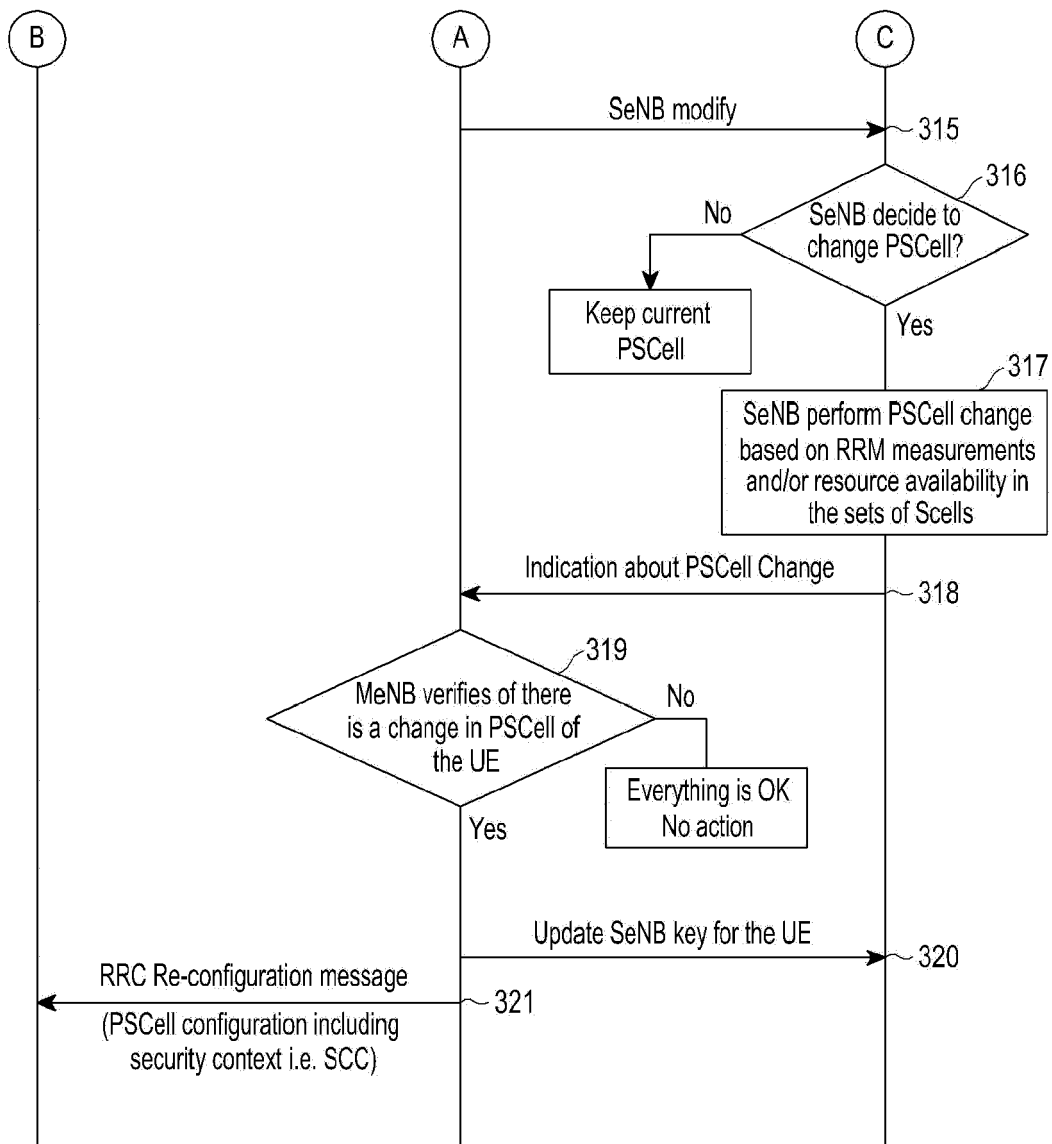 B
A
C
SeNB modify
315
316
SeNB decide to
change PSCell?
No
Keep current
PSCell
Yes
317
SeNB perform PSCell change
based on RRM measurements
and/or resource availability in
the sets of Scells
Indication about PSCell Change
318
319
MeNB verifies of there
is a change in PSCell of
the UE
No
Everything is OK
No action
Yes
Update SeNB key for the UE
320
RRC Re-configuration message
321
(PSCell configuration including
security context i.e. SCC)